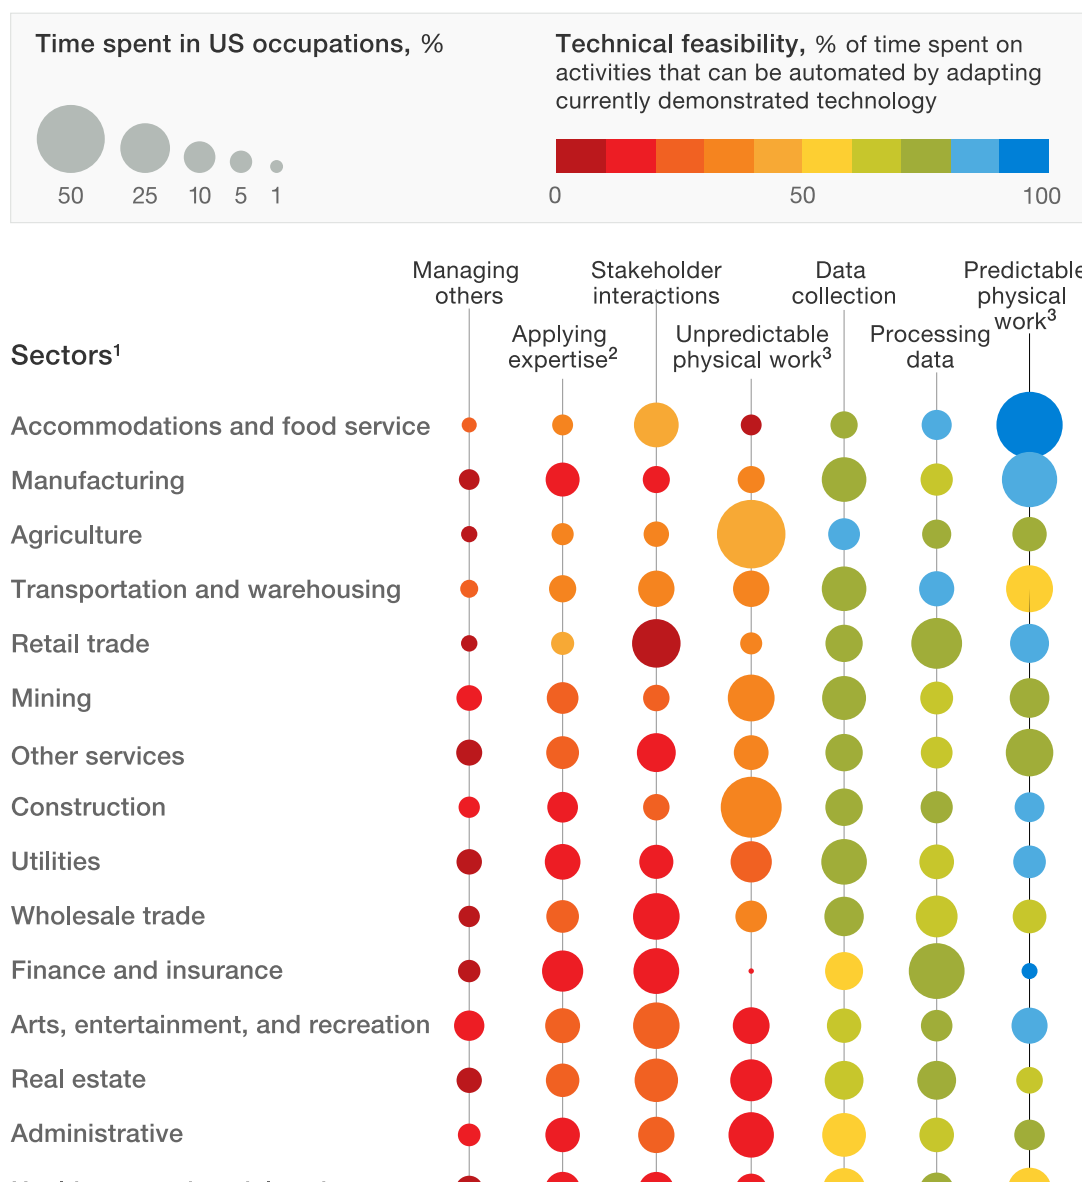 Time spent in US occupations, %
50 25 10 5 1
Technical feasibility, % of time spent on
activities that can be automated by adapting
currently demonstrated technology
0 50 100
Managing
others
Applying
expertise2
Stakeholder
interactions
Unpredictable
physical work3
Data
collection
Processing
data
Predictable
physical
work3
Sectors1
Accommodations and food service
Manufacturing
Agriculture
Transportation and warehousing
Retail trade
Mining
Other services
Construction
Utilities
Wholesale trade
Finance and insurance
Arts, entertainment, and recreation
Real estate
Administrative